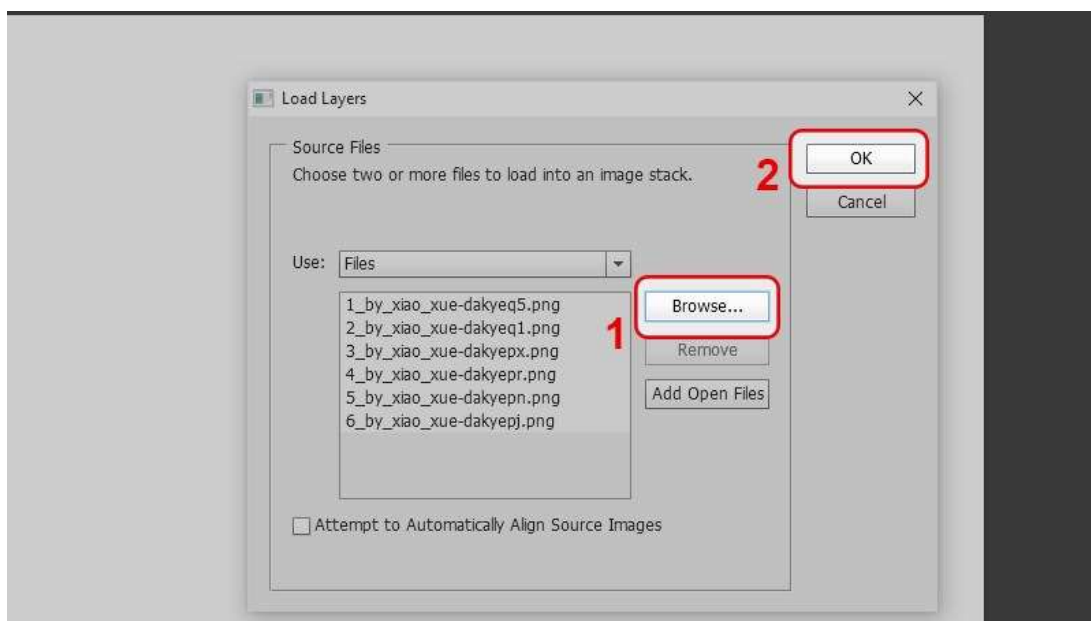 Load Layers
Source Files
Choose two or more files to load into an image stack.
2
OK
Cancel
Use:
Files
1_by_xiao_xue-dakyeq5.png
2_by_xiao_xue-dakyeq1.png
3_by_xiao_xue-dakyepx.png
4_by_xiao_xue-dakyepr.png
5_by_xiao_xue-dakyepn.png
6_by_xiao_xue-dakyepj.png
1
Browse...
Remove
Add Open Files
Attempt to Automatically Align Source Images